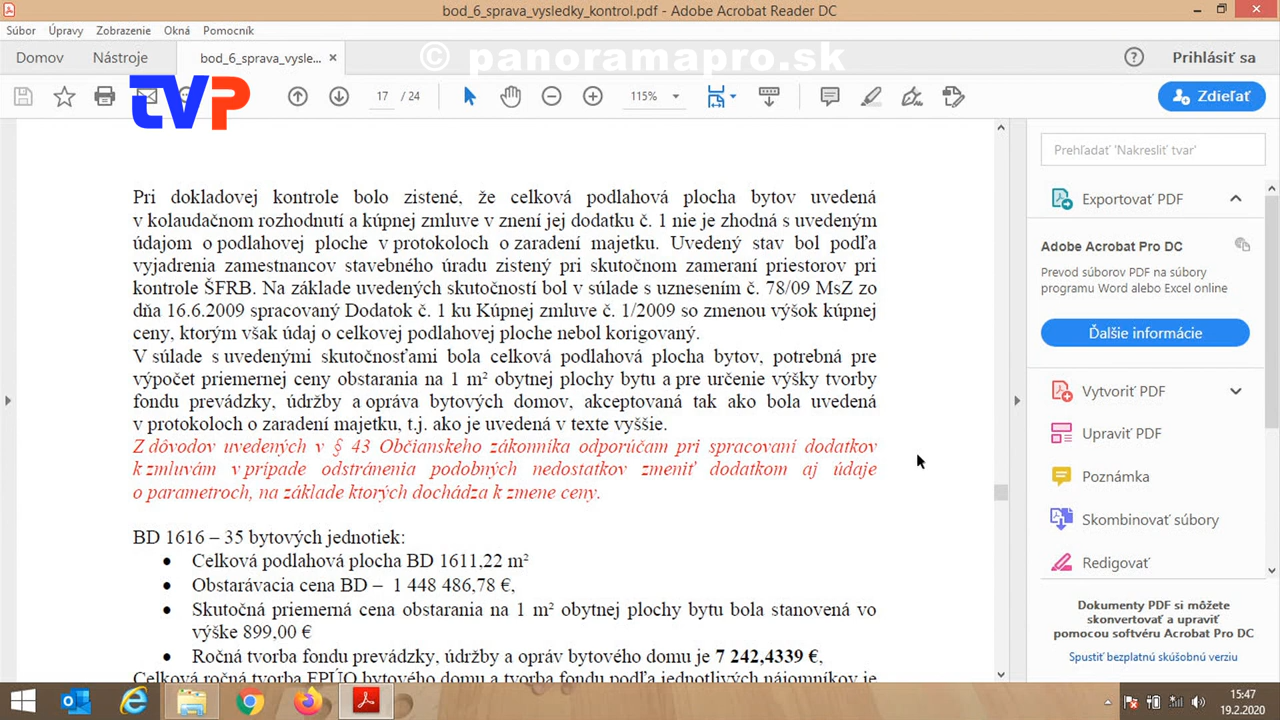 bod_6_sprava_vysledky_kontrol.pdf - Adobe Acrobat Reader DC
Súbor Úpravy Zobrazenie Okná Pomocník
© panoramapro.sk
Domov Nástroje bod_6_sprava_vysle... × Prihlásiť sa
TVP
17 / 24 115% Zdieľať
Prehľadať 'Nakresliť tvar'
Exportovať PDF
Adobe Acrobat Pro DC
Prevod súborov PDF na súbory
programu Word alebo Excel online
Ďalšie informácie
Vytvoriť PDF
Upraviť PDF
Poznámka
Skombinovať súbory
Redigovať
Dokumenty PDF si môžete
skonvertovať a upraviť
pomocou softvéru Acrobat Pro DC
Spustiť bezplatnú skúšobnú verziu
Pri dokladovej kontrole bolo zistené, že celková podlahová plocha bytov uvedená
v kolaudačnom rozhodnutí a kúpnej zmluve v znení jej dodatku č. 1 nie je zhodná s uvedeným
údajom o podlahovej ploche v protokoloch o zaradení majetku. Uvedený stav bol podľa
vyjadrenia zamestnancov stavebného úradu zistený pri skutočnom zameraní priestorov pri
kontrole ŠFRB. Na základe uvedených skutočností bol v súlade s uznesením č. 78/09 MsZ zo
dňa 16.6.2009 spracovaný Dodatok č. 1 ku Kúpnej zmluve č. 1/2009 so zmenou výšok kúpnej
ceny, ktorým však údaj o celkovej podlahovej ploche nebol korigovaný.
V súlade s uvedenými skutočnosťami bola celková podlahová plocha bytov, potrebná pre
výpočet priemernej ceny obstarania na 1 m² obytnej plochy bytu a pre určenie výšky tvorby
fondu prevádzky, údržby a opráv bytových domov, akceptovaná tak ako bola uvedená
v protokoloch o zaradení majetku, t.j. ako je uvedená v texte vyššie.
Z dôvodov uvedených v § 43 Občianskeho zákonníka odporúčam pri spracovaní dodatkov
k zmluvám v prípade odstránenia podobných nedostatkov zmeniť dodatkom aj údaje
o parametroch, na základe ktorých dochádza k zmene ceny.
BD 1616 – 35 bytových jednotiek:
• Celková podlahová plocha BD 1611,22 m²
• Obstarávacia cena BD – 1 448 486,78 €,
• Skutočná priemerná cena obstarania na 1 m² obytnej plochy bytu bola stanovená vo
výške 899,00 €
• Ročná tvorba fondu prevádzky, údržby a opráv bytového domu je 7 242,4339 €,
Celková ročná tvorba FPÚO bytového domu a tvorba fondu podľa jednotlivých nájomníkov je
15:47
19.2.2020